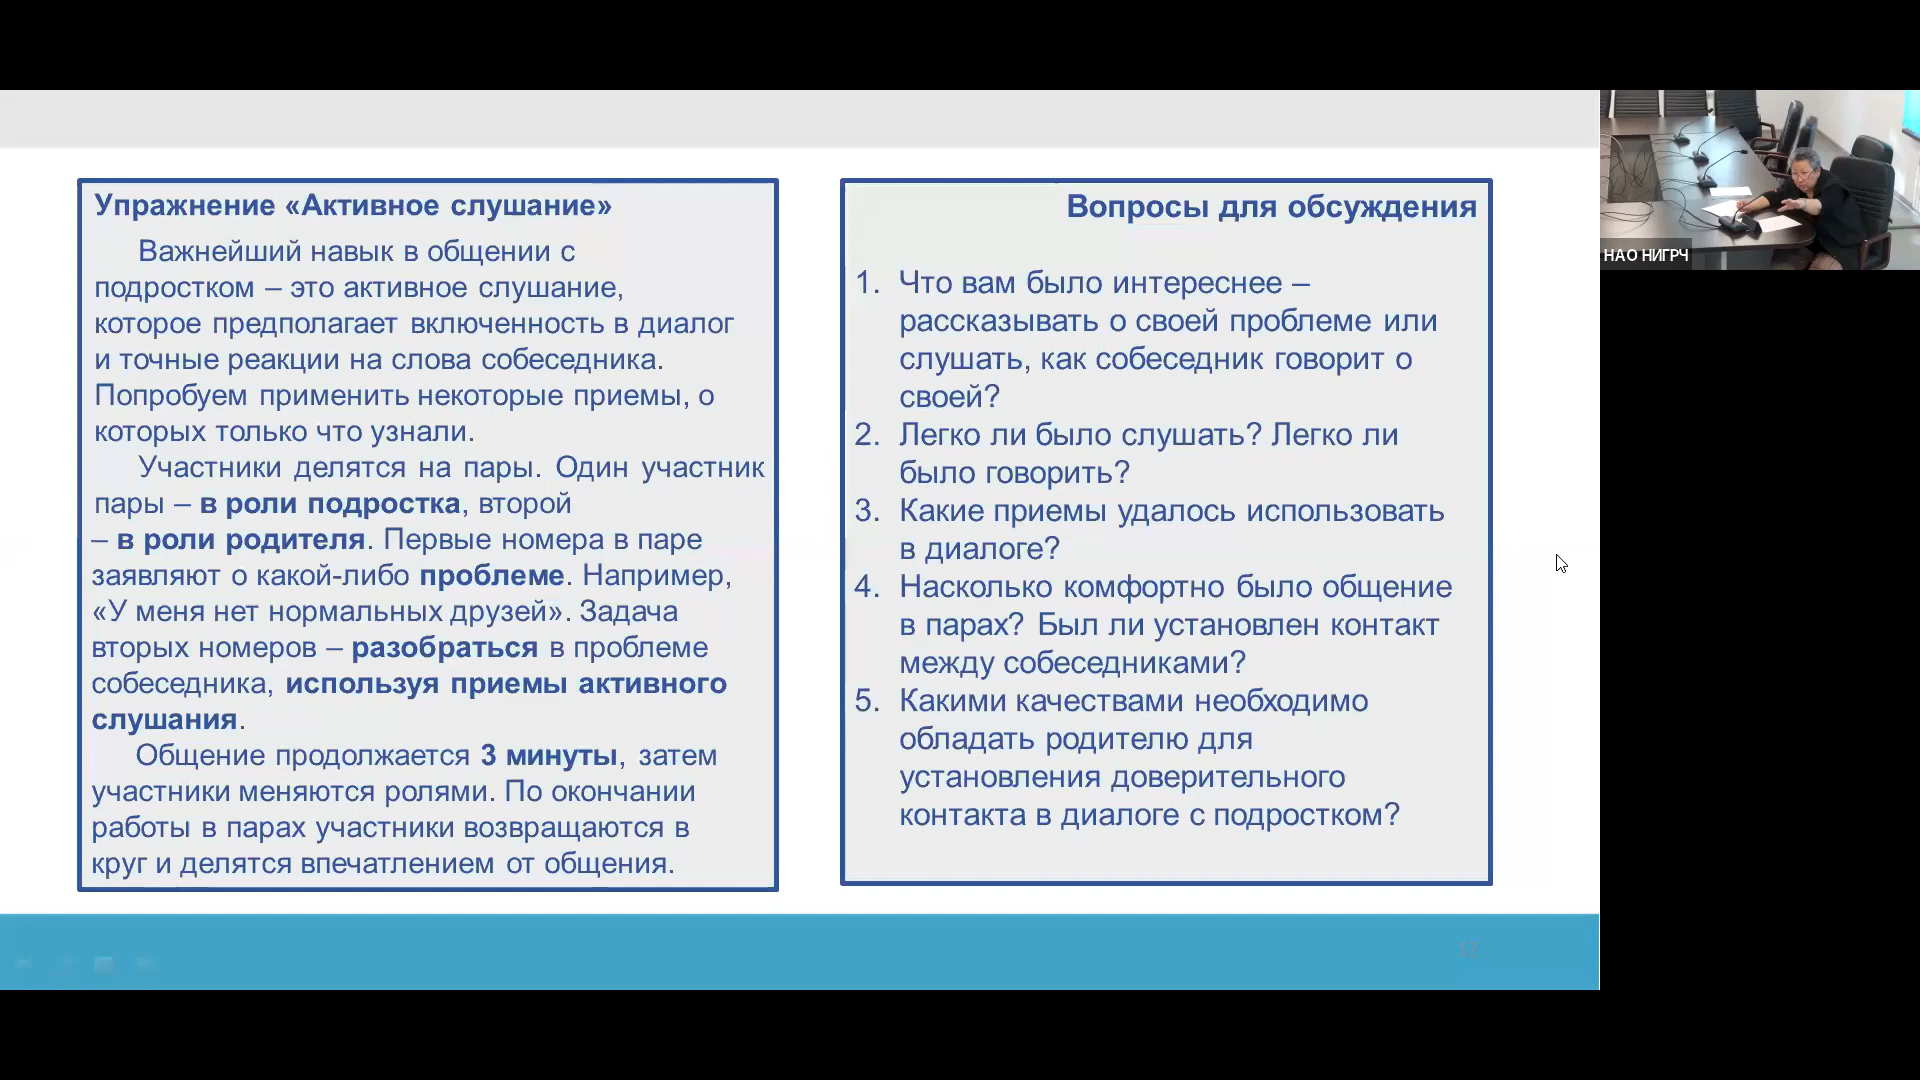 Упражнение «Активное слушание»
Важнейший навык в общении с
подростком – это активное слушание,
которое предполагает включенность в диалог
и точные реакции на слова собеседника.
Попробуем применить некоторые приемы, о
которых только что узнали.
Участники делятся на пары. Один участник
пары – в роли подростка, второй
– в роли родителя. Первые номера в паре
заявляют о какой-либо проблеме. Например,
«У меня нет нормальных друзей». Задача
вторых номеров – разобраться в проблеме
собеседника, используя приемы активного
слушания.
Общение продолжается 3 минуты, затем
участники меняются ролями. По окончании
работы в парах участники возвращаются в
круг и делятся впечатлением от общения.
Вопросы для обсуждения
1. Что вам было интереснее –
рассказывать о своей проблеме или
слушать, как собеседник говорит о
своей?
2. Легко ли было слушать? Легко ли
было говорить?
3. Какие приемы удалось использовать
в диалоге?
4. Насколько комфортно было общение
в парах? Был ли установлен контакт
между собеседниками?
5. Какими качествами необходимо
обладать родителю для
установления доверительного
контакта в диалоге с подростком?
НАО НИГРЧ